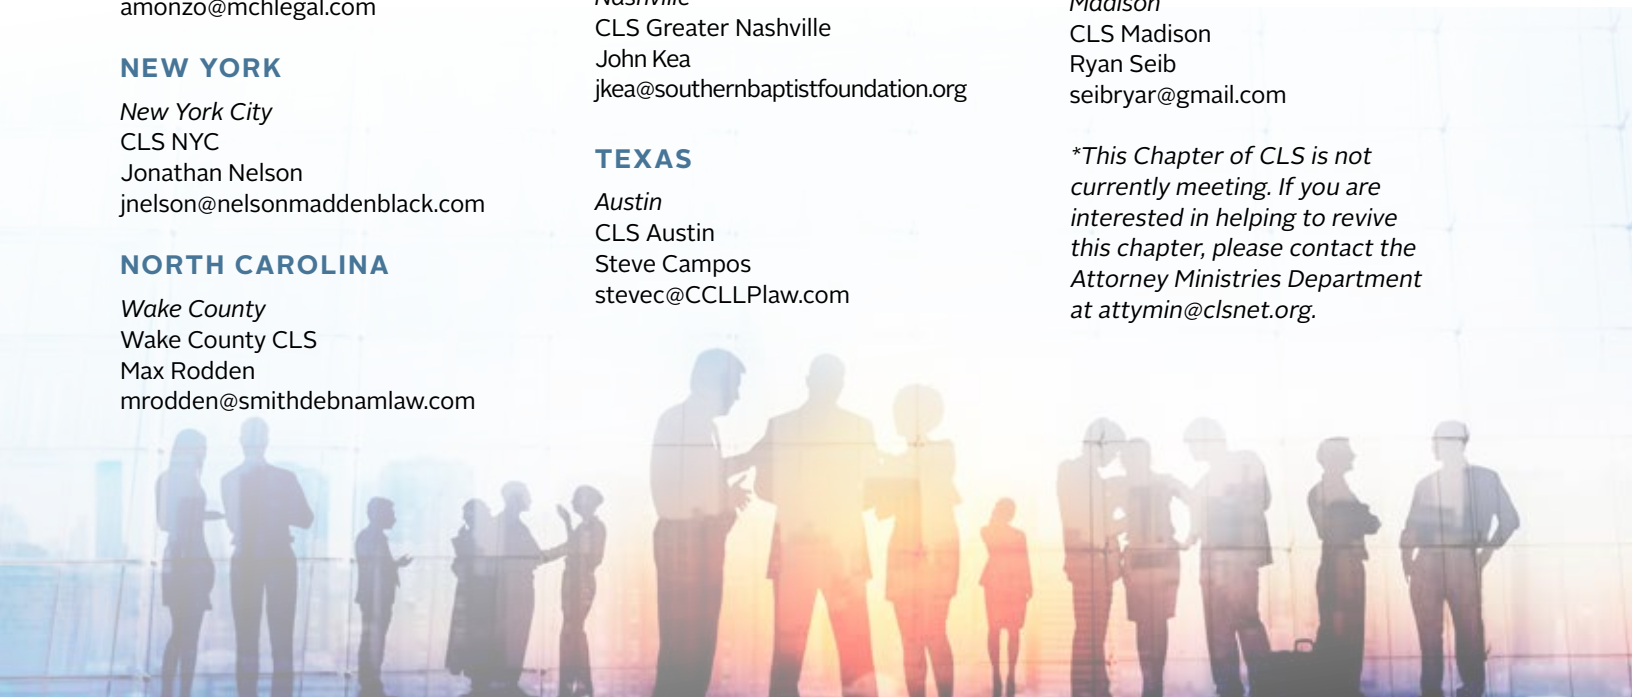 amonzo@mchlegal.com
NEW YORK
New York City
CLS NYC
Jonathan Nelson
jnelson@nelsonmaddenblack.com
NORTH CAROLINA
Wake County
Wake County CLS
Max Rodden
mrodden@smithdebnamlaw.com
Nashville
CLS Greater Nashville
John Kea
jkea@southernbaptistfoundation.org
TEXAS
Austin
CLS Austin
Steve Campos
stevec@CCLLPlaw.com
Madison
CLS Madison
Ryan Seib
seibryar@gmail.com
*This Chapter of CLS is not
currently meeting. If you are
interested in helping to revive
this chapter, please contact the
Attorney Ministries Department
at attymin@clsnet.org.